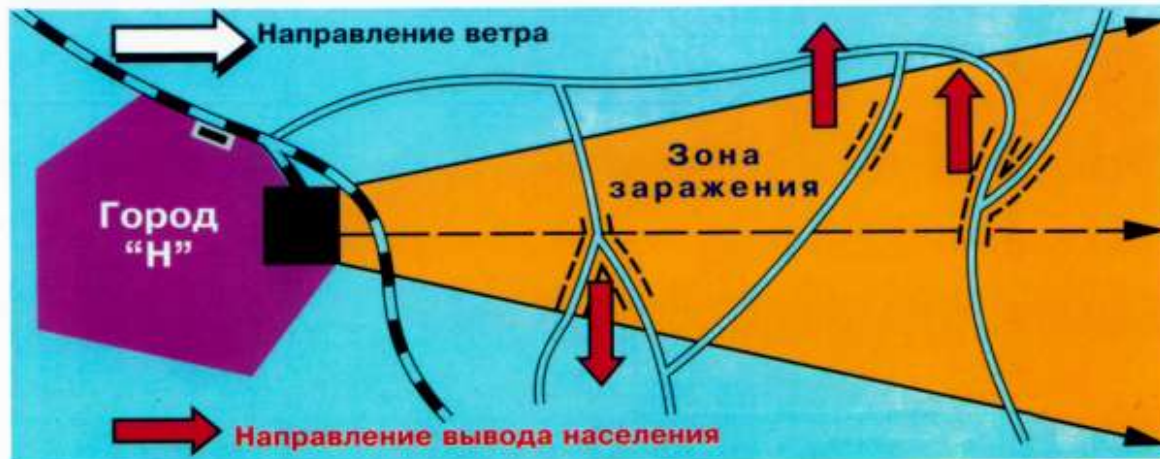 Направление ветра
Зона
заражения
Город
“Н”
Направление вывода населения